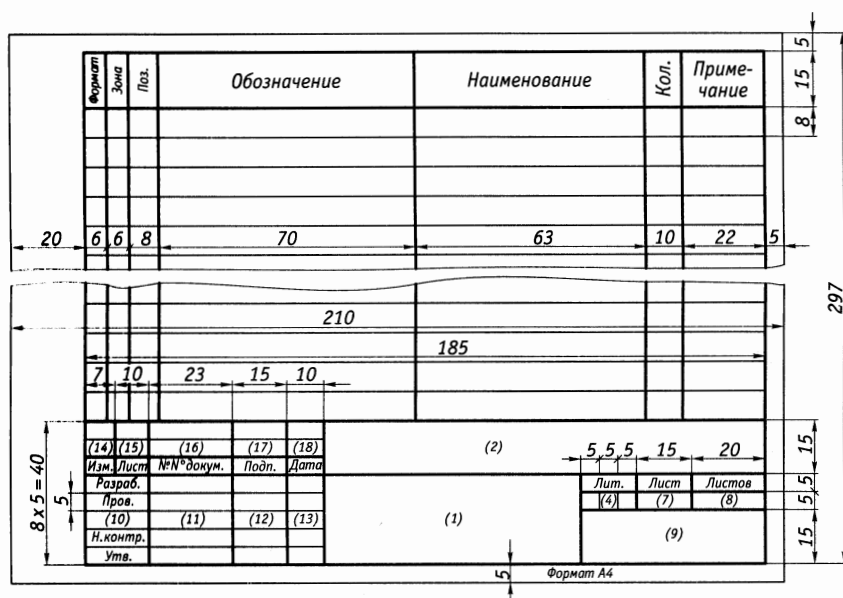 Формат Зона Поз. Обозначение Наименование Кол. Приме-
чание
5
15
8
20 6 6 8 70 63 10 22 5
297
210
185
7 10 23 15 10
(14) (15) (16) (17) (18) (2) 5 5 5 15 20 15
Изм. Лист №N°докум. Подп. Дата
Разраб. Лит. Лист Листов 5
8 x 5 = 40 5 Пров. (4) (7) (8) 5
(10) (11) (12) (13) (1) (9) 15
Н.контр.
Утв.
5 Формат А4